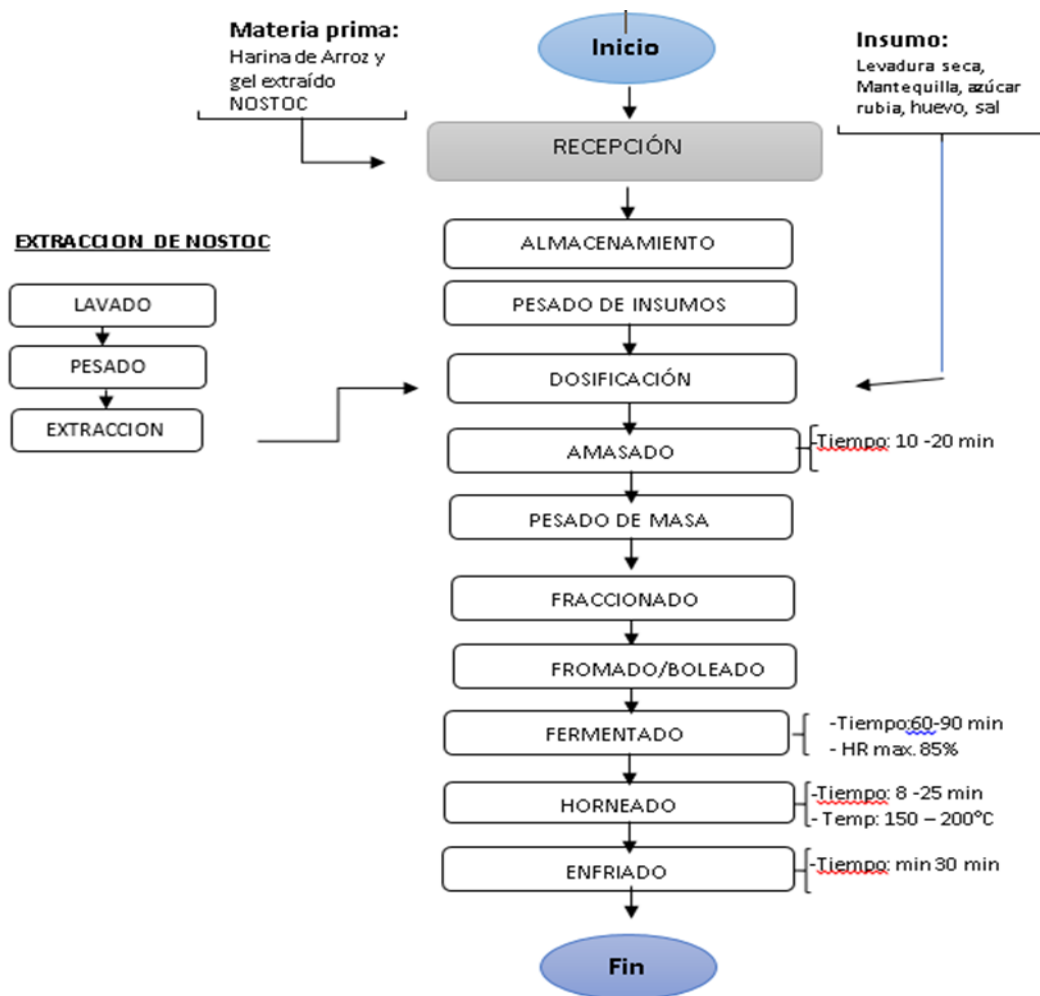 Materia prima:
Harina de Arroz y
gel extraído
NOSTOC
Inicio
Insumo:
Levadura seca,
Mantequilla, azúcar
rubia, huevo, sal
RECEPCIÓN
EXTRACCION DE NOSTOC
LAVADO
PESADO
EXTRACCION
ALMACENAMIENTO
PESADO DE INSUMOS
DOSIFICACIÓN
AMASADO
-Tiempo: 10 -20 min
PESADO DE MASA
FRACCIONADO
FROMADO/BOLEADO
FERMENTADO
-Tiempo:60-90 min
- HR max. 85%
HORNEADO
-Tiempo: 8 -25 min
- Temp: 150 – 200°C
ENFRIADO
-Tiempo: min 30 min
Fin